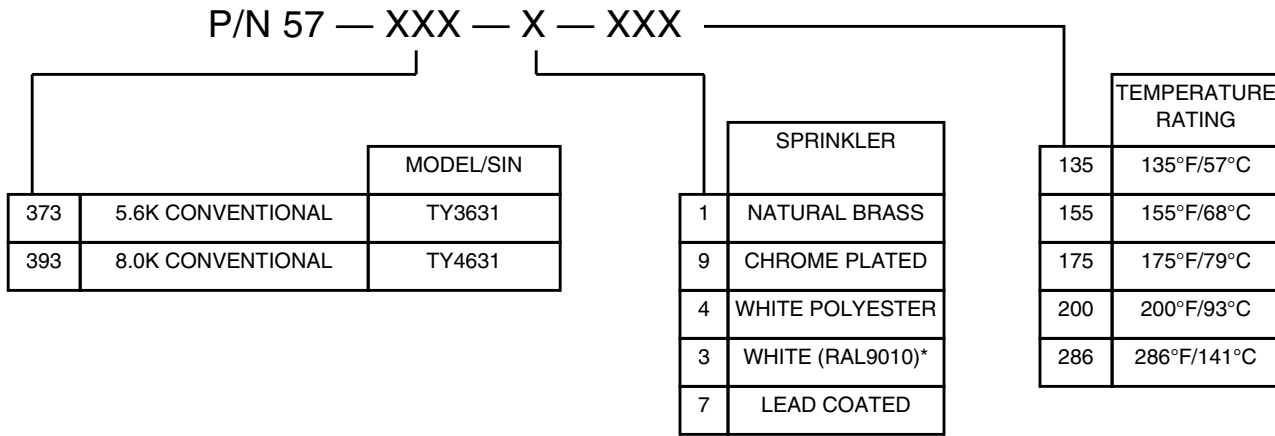 P/N 57 — XXX — X — XXX
MODEL/SIN
373 5.6K CONVENTIONAL TY3631
393 8.0K CONVENTIONAL TY4631
SPRINKLER
1 NATURAL BRASS
9 CHROME PLATED
4 WHITE POLYESTER
3 WHITE (RAL9010)*
7 LEAD COATED
TEMPERATURE
RATING
135 135°F/57°C
155 155°F/68°C
175 175°F/79°C
200 200°F/93°C
286 286°F/141°C